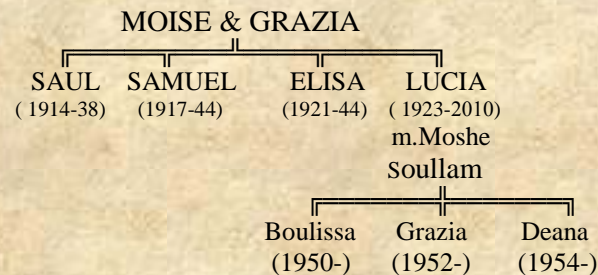 MOISE & GRAZIA
SAUL SAMUEL ELISA LUCIA
( 1914-38) (1917-44) (1921-44) ( 1923-2010)
m.Moshe
Soullam
Boulissa Grazia Deana
(1950-) (1952-) (1954-)